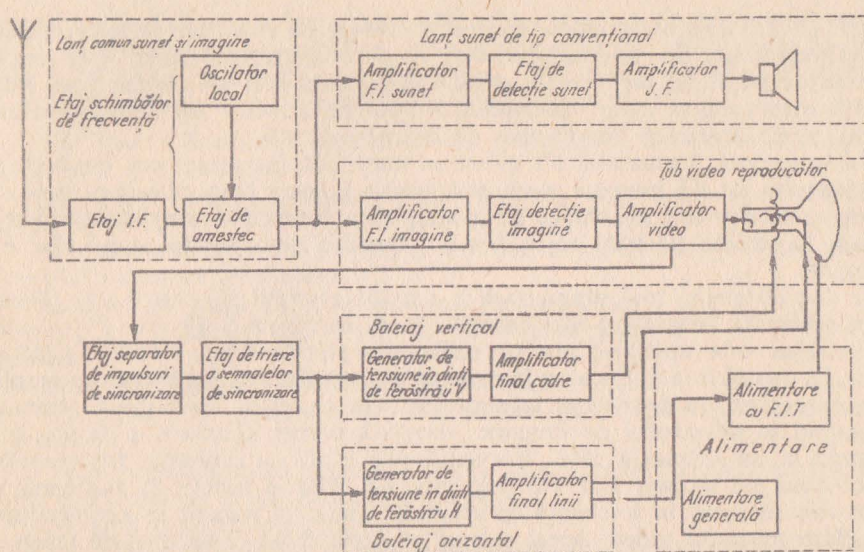 Lanț comun sunet și imagine
Oscilator
local
Etaj schimbător
de frecvență
Etaj I.F.
Etaj de
amestec
Lanț sunet de tip convențional
Amplificator
F.I. sunet
Etaj de
detecție sunet
Amplificator
J.F.
Tub video reproducător
Amplificator
F.I. imagine
Etaj detecție
imagine
Amplificator
video
Etaj separator
de impulsuri
de sincronizare
Etaj de triere
a semnalelor
de sincronizare
Baleiaj vertical
Generator de
tensiune în dinți
de ferăstrău "V
Amplificator
final cadre
Generator de
tensiune în dinți
de ferăstrău H
Amplificator
final linii
Baleiaj orizontal
Alimentare
cu F.I.T
Alimentare
Alimentare
generală